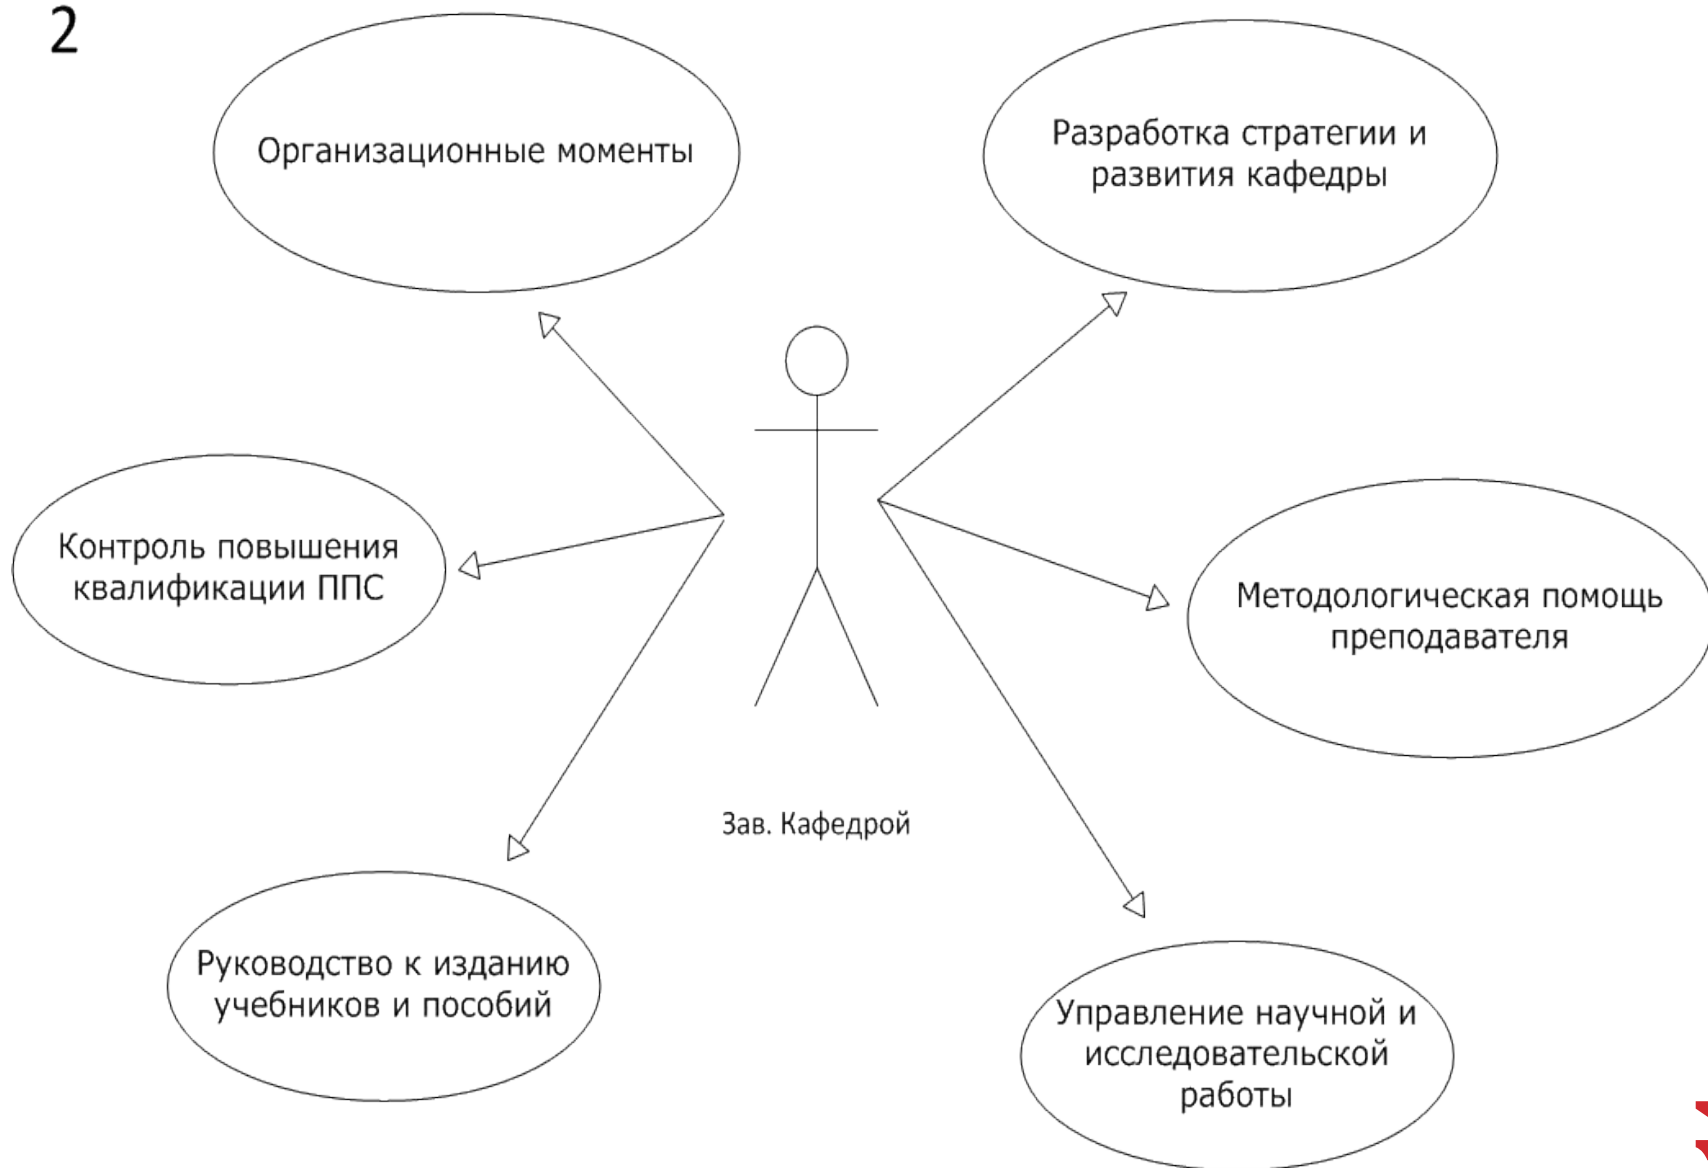 2
Организационные моменты
Разработка стратегии и
развития кафедры
Контроль повышения
квалификации ППС
Методологическая помощь
преподавателя
Зав. Кафедрой
Руководство к изданию
учебников и пособий
Управление научной и
исследовательской
работы